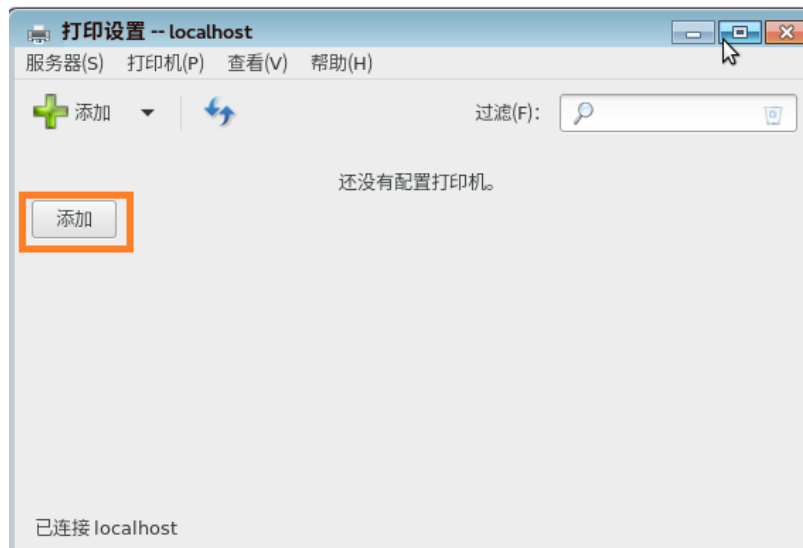 打印设置 -- localhost
服务器(S) 打印机(P) 查看(V) 帮助(H)
添加 过滤(F):
还没有配置打印机。
添加
已连接 localhost